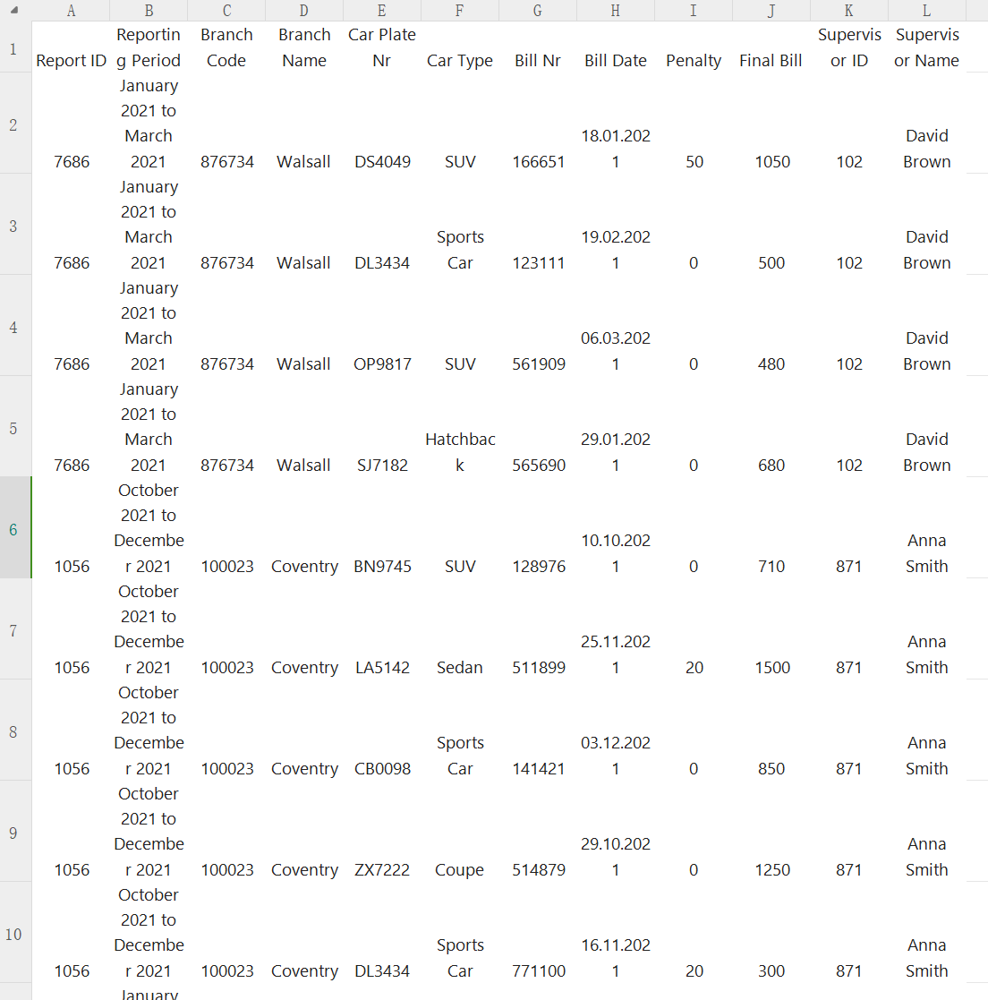 A B C D E F G H I J K L
1 Report ID Reporting Period Branch Code Branch Name Car Plate Nr Car Type Bill Nr Bill Date Penalty Final Bill Supervisor ID Supervisor Name
2 7686 January 2021 to March 2021 876734 Walsall DS4049 SUV 166651 18.01.2021 50 1050 102 David Brown
3 7686 January 2021 to March 2021 876734 Walsall DL3434 Sports Car 123111 19.02.2021 0 500 102 David Brown
4 7686 January 2021 to March 2021 876734 Walsall OP9817 SUV 561909 06.03.2021 0 480 102 David Brown
5 7686 January 2021 to March 2021 876734 Walsall SJ7182 Hatchback 565690 29.01.2021 0 680 102 David Brown
6 1056 October 2021 to December 2021 100023 Coventry BN9745 SUV 128976 10.10.2021 0 710 871 Anna Smith
7 1056 October 2021 to December 2021 100023 Coventry LA5142 Sedan 511899 25.11.2021 20 1500 871 Anna Smith
8 1056 October 2021 to December 2021 100023 Coventry CB0098 Sports Car 141421 03.12.2021 0 850 871 Anna Smith
9 1056 October 2021 to December 2021 100023 Coventry ZX7222 Coupe 514879 29.10.2021 0 1250 871 Anna Smith
10 1056 October 2021 to December 2021 100023 Coventry DL3434 Sports Car 771100 16.11.2021 20 300 871 Anna Smith
January